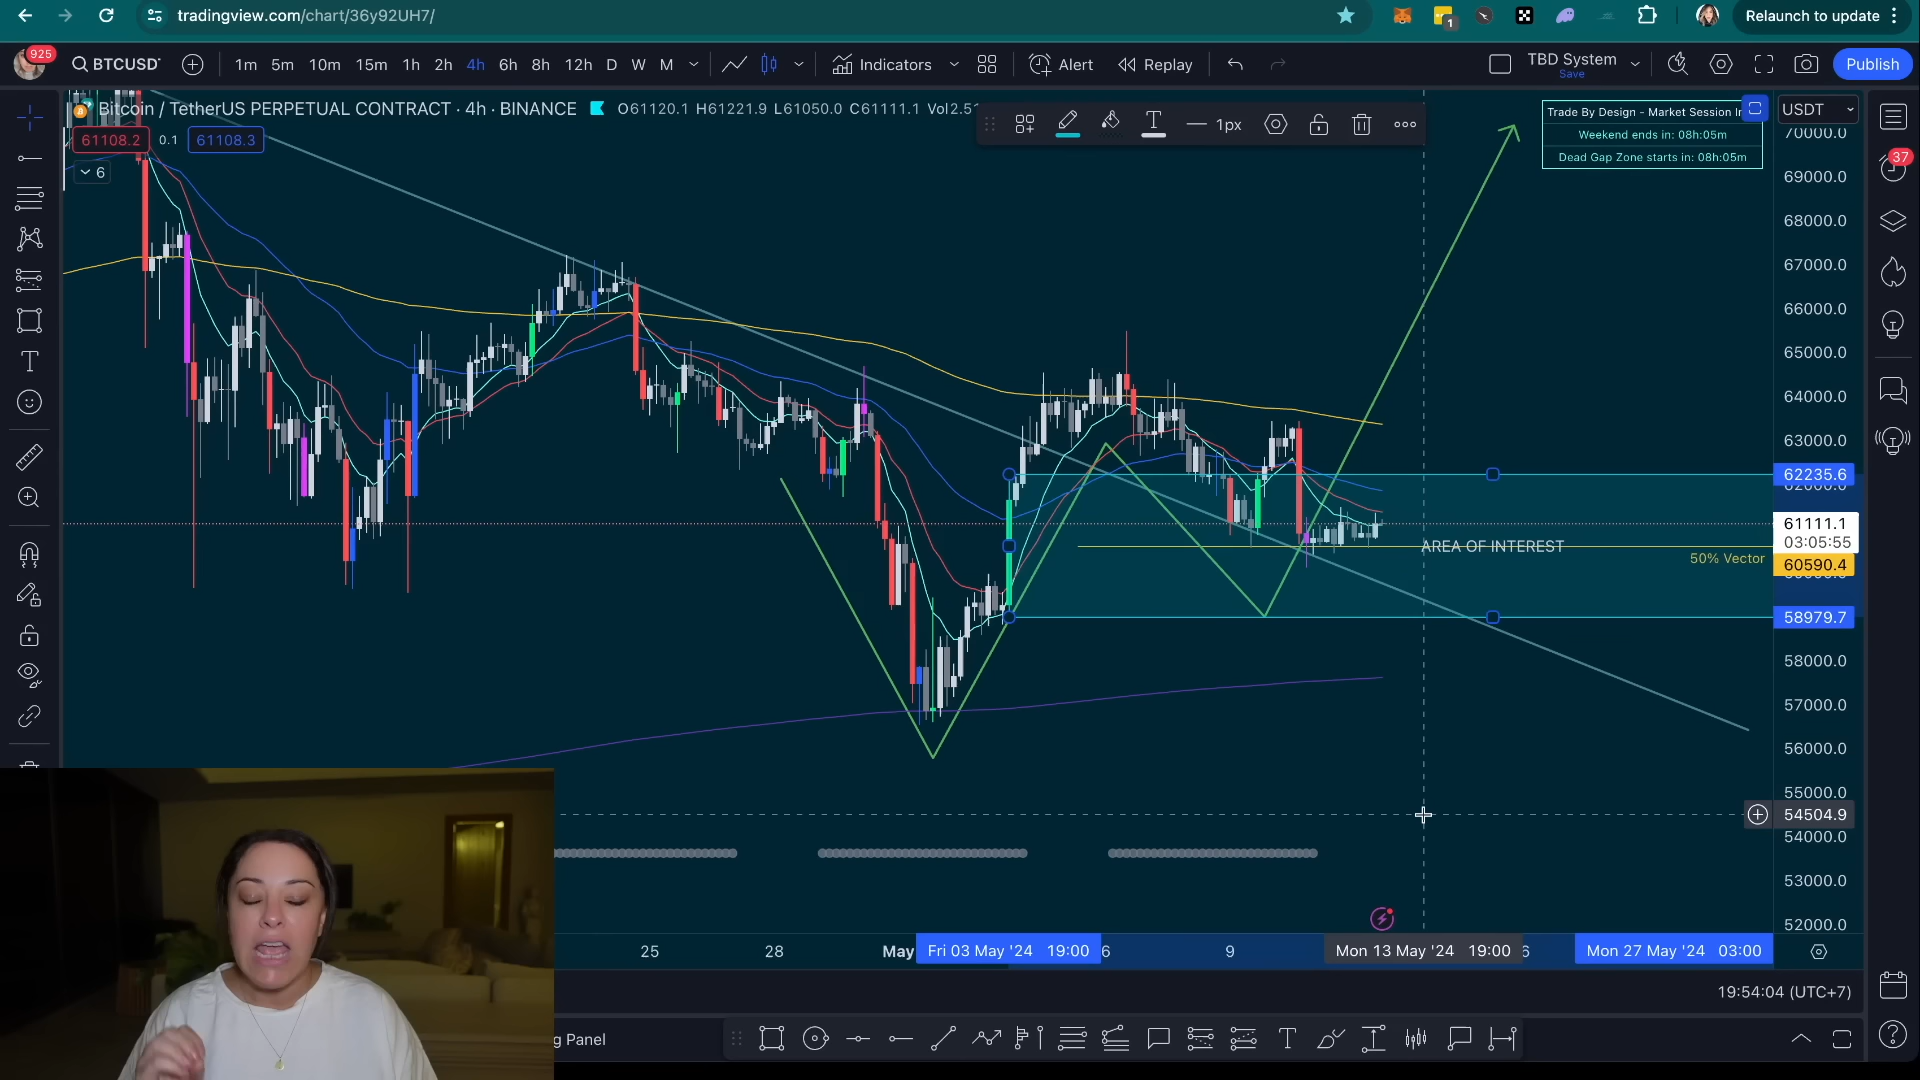 tradingview.com/chart/36y92UH7/
1
Relaunch to update
925
BTCUSD
1m 5m 10m 15m 1h 2h 4h 6h 8h 12h D W M
Indicators
Alert
Replay
TBD System
Save
Publish
Bitcoin / TetherUS PERPETUAL CONTRACT · 4h · BINANCE
O61120.1 H61221.9 L61050.0 C61111.1
61108.2
0.1
61108.3
6
T
1px
Trade By Design - Market Session
Weekend ends in: 08h:05m
Dead Gap Zone starts in: 08h:05m
USDT
37
70000.0
69000.0
68000.0
67000.0
66000.0
65000.0
64000.0
63000.0
62235.6
62000.0
61111.1
03:05:55
AREA OF INTEREST
50% Vector
60590.4
58979.7
58000.0
57000.0
56000.0
55000.0
54504.9
54000.0
53000.0
52000.0
25
28
May
Fri 03 May '24 19:00
6
9
Mon 13 May '24 19:00
6
Mon 27 May '24 03:00
19:54:04 (UTC+7)
g Panel
T